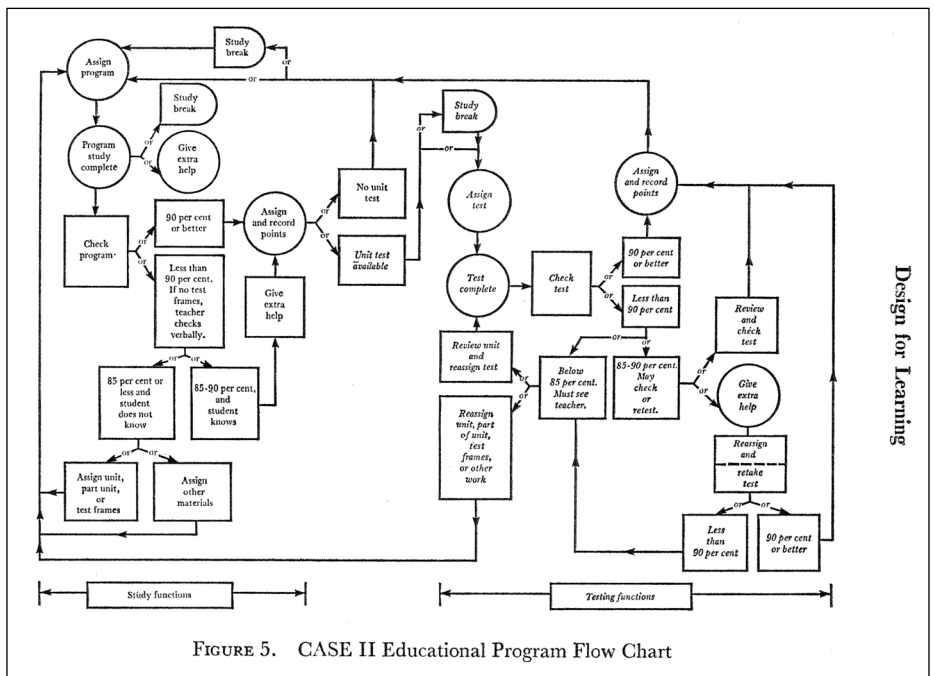 Study
break
or
or
Assign
program
Study
break
or
or
Program
study
complete
Give
extra
help
Study
break
or
or
No unit
test
or
or
Assign
and record
points
Unit test
available
Assign
test
Assign
and record
points
Check
program
or
or
90 per cent
or better
Less than
90 per cent.
If no test
frames,
teacher
checks
verbally.
Give
extra
help
Test
complete
Check
test
or
or
90 per cent
or better
Less than
90 per cent
Review
and
check
test
or
or
or
or
85 per cent or
less and
student
does not
know
85-90 per cent,
and
student
knows
Review unit
and
reassign test
or
or
Below
85 per cent.
Must see
teacher.
85-90 per cent.
May
check
or
retest.
or
or
Give
extra
help
Reassign
unit, part
of unit,
test
frames,
or other
work
Reassign
and
retake
test
or
or
or
or
Assign unit,
part unit,
or
test frames
Assign
other
materials
Less
than
90 per cent
90 per cent
or better
Study functions
Testing functions
Design for Learning
FIGURE 5. CASE II Educational Program Flow Chart